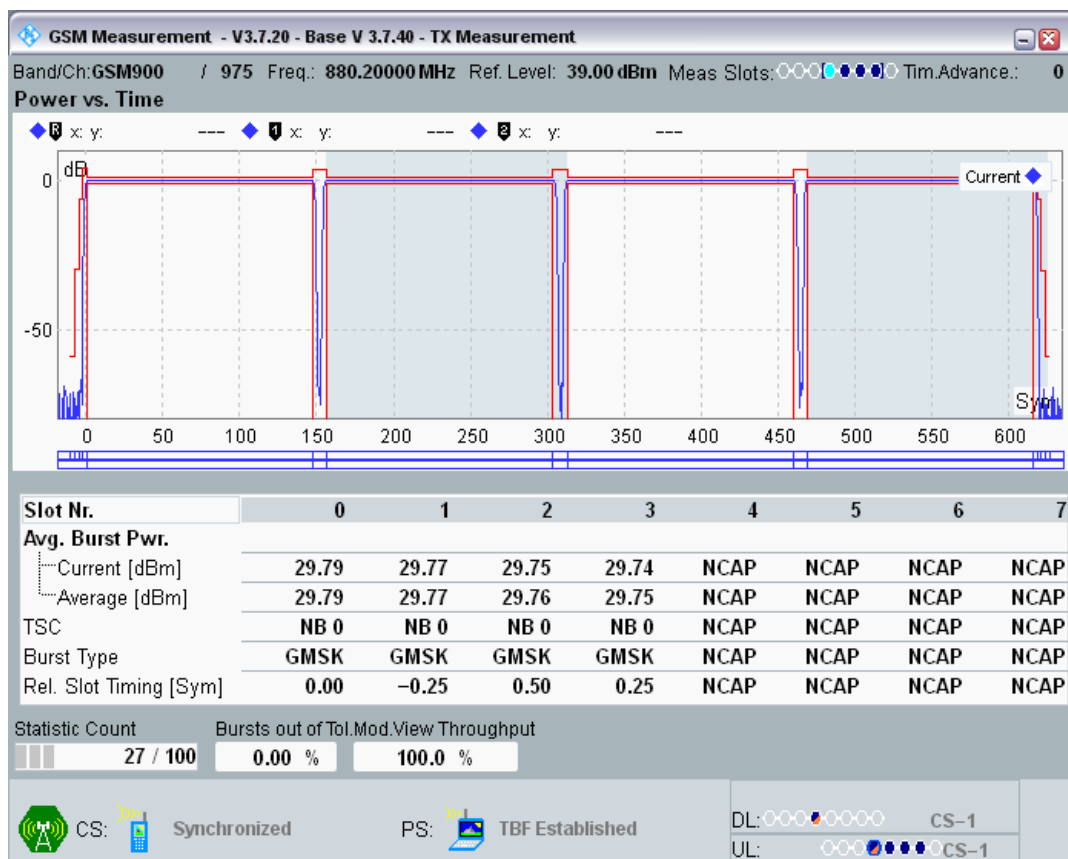 GSM Measurement - V3.7.20 - Base V 3.7.40 - TX Measurement
Band/Ch:GSM900 / 975 Freq.: 880.20000 MHz Ref. Level: 39.00 dBm Meas Slots: Tim.Advance.: 0
Power vs. Time
R x: y: --- 1 x: y: --- 2 x: y: ---
dB
Current
0
-50
Sym
0 50 100 150 200 250 300 350 400 450 500 550 600
Slot Nr. 0 1 2 3 4 5 6 7
Avg. Burst Pwr.
Current [dBm] 29.79 29.77 29.75 29.74 NCAP NCAP NCAP NCAP
Average [dBm] 29.79 29.77 29.76 29.75 NCAP NCAP NCAP NCAP
TSC NB 0 NB 0 NB 0 NB 0 NCAP NCAP NCAP NCAP
Burst Type GMSK GMSK GMSK GMSK NCAP NCAP NCAP NCAP
Rel. Slot Timing [Sym] 0.00 −0.25 0.50 0.25 NCAP NCAP NCAP NCAP
Statistic Count Bursts out of Tol.Mod.View Throughput
27 / 100 0.00 % 100.0 %
CS: Synchronized PS: TBF Established
DL: CS−1
UL: CS−1